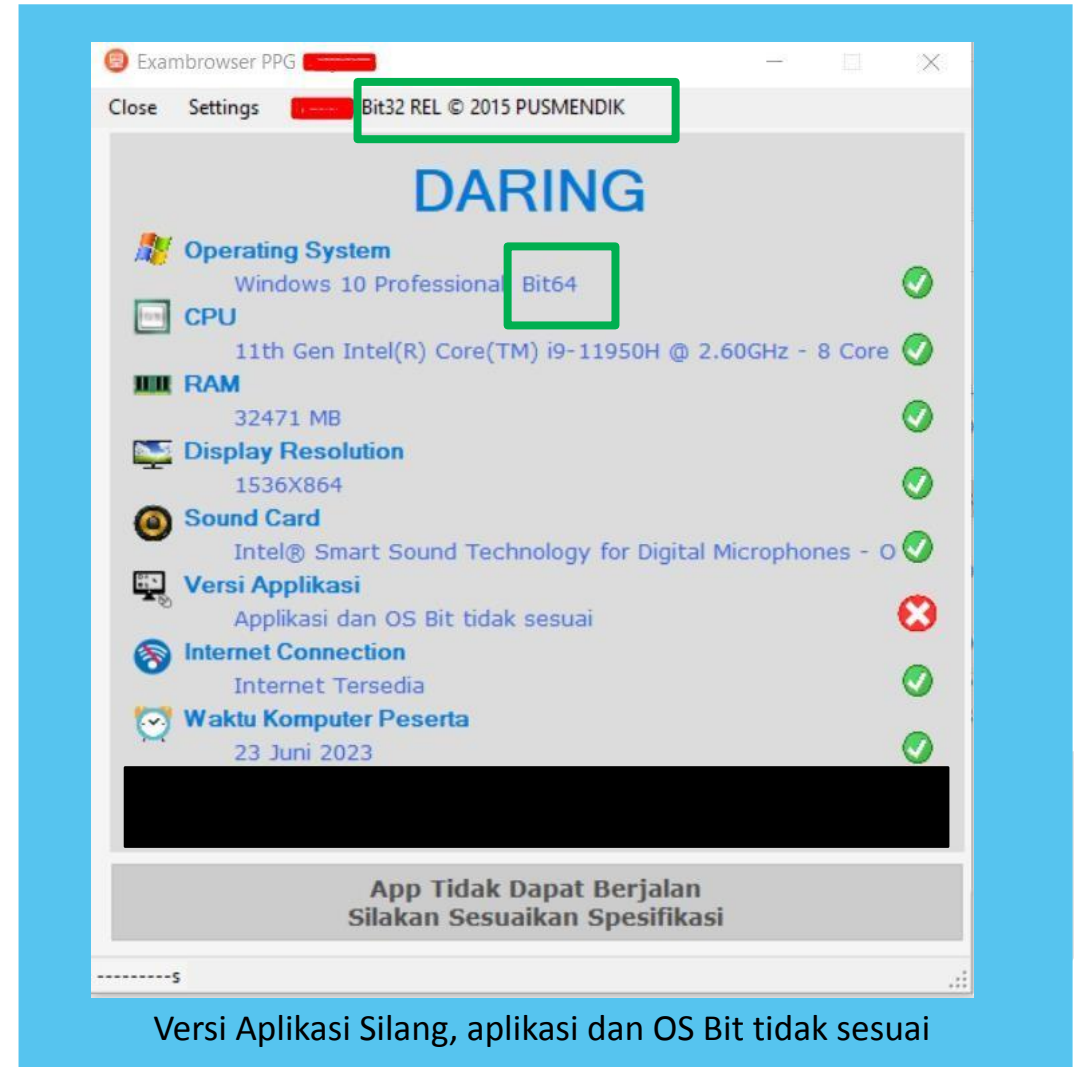 Exambrowser PPG
Close Settings Bit32 REL © 2015 PUSMENDIK
DARING
Operating System
Windows 10 Professional Bit64
CPU
11th Gen Intel(R) Core(TM) i9-11950H @ 2.60GHz - 8 Core
RAM
32471 MB
Display Resolution
1536X864
Sound Card
Intel® Smart Sound Technology for Digital Microphones - O
Versi Applikasi
Applikasi dan OS Bit tidak sesuai
Internet Connection
Internet Tersedia
Waktu Komputer Peserta
23 Juni 2023
App Tidak Dapat Berjalan
Silakan Sesuaikan Spesifikasi
---------s
Versi Aplikasi Silang, aplikasi dan OS Bit tidak sesuai